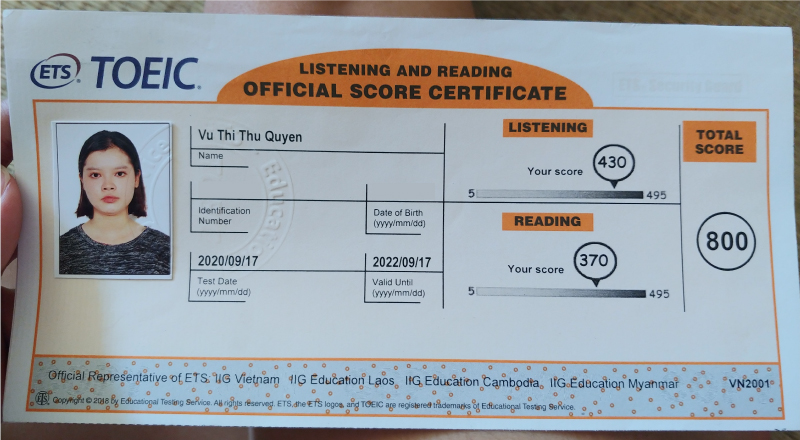 ETS TOEIC
LISTENING AND READING
OFFICIAL SCORE CERTIFICATE
Vu Thi Thu Quyen
Name
Identification
Number
Date of Birth
(yyyy/mm/dd)
2020/09/17
Test Date
(yyyy/mm/dd)
2022/09/17
Valid Until
(yyyy/mm/dd)
LISTENING
Your score
430
5
495
READING
Your score
370
5
495
TOTAL
SCORE
800
Official Representative of ETS: IIG Vietnam IIG Education Laos IIG Education Cambodia IIG Education Myanmar VN2001
Copyright © 2018 by Educational Testing Service. All rights reserved. ETS, the ETS logos, and TOEIC are registered trademarks of Educational Testing Service.